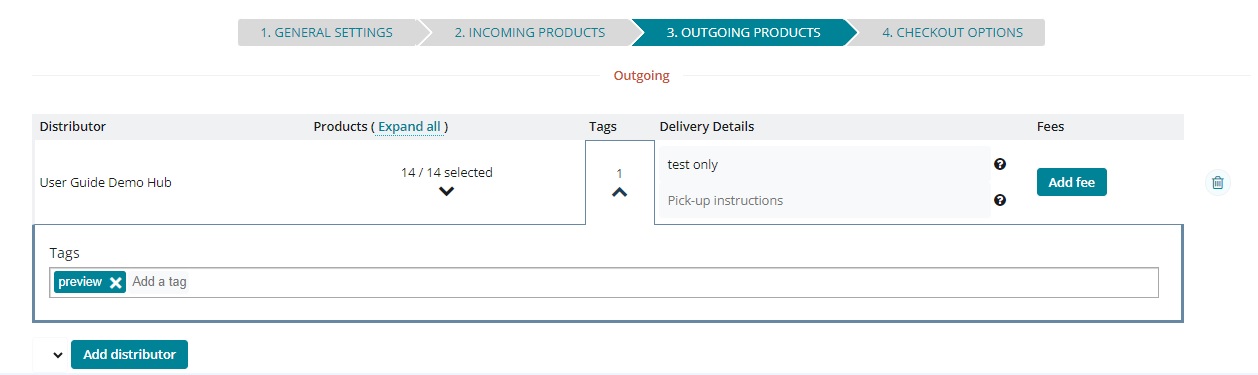 1. GENERAL SETTINGS 2. INCOMING PRODUCTS 3. OUTGOING PRODUCTS 4. CHECKOUT OPTIONS
Outgoing
Distributor Products ( Expand all ) Tags Delivery Details Fees
User Guide Demo Hub 14 / 14 selected 1 test only ? Add fee
Pick-up instructions ?
Tags
preview X Add a tag
Add distributor